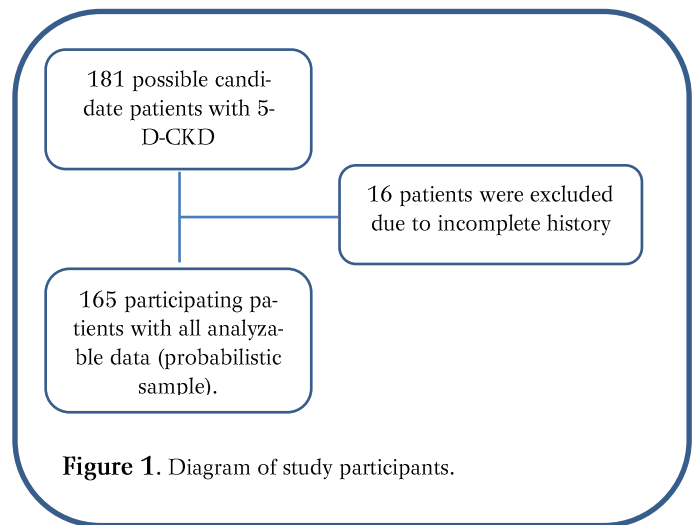 181 possible candi-
date patients with 5-
D-CKD
16 patients were excluded
due to incomplete history
165 participating pa-
tients with all analyza-
ble data (probabilistic
sample).
Figure 1. Diagram of study participants.